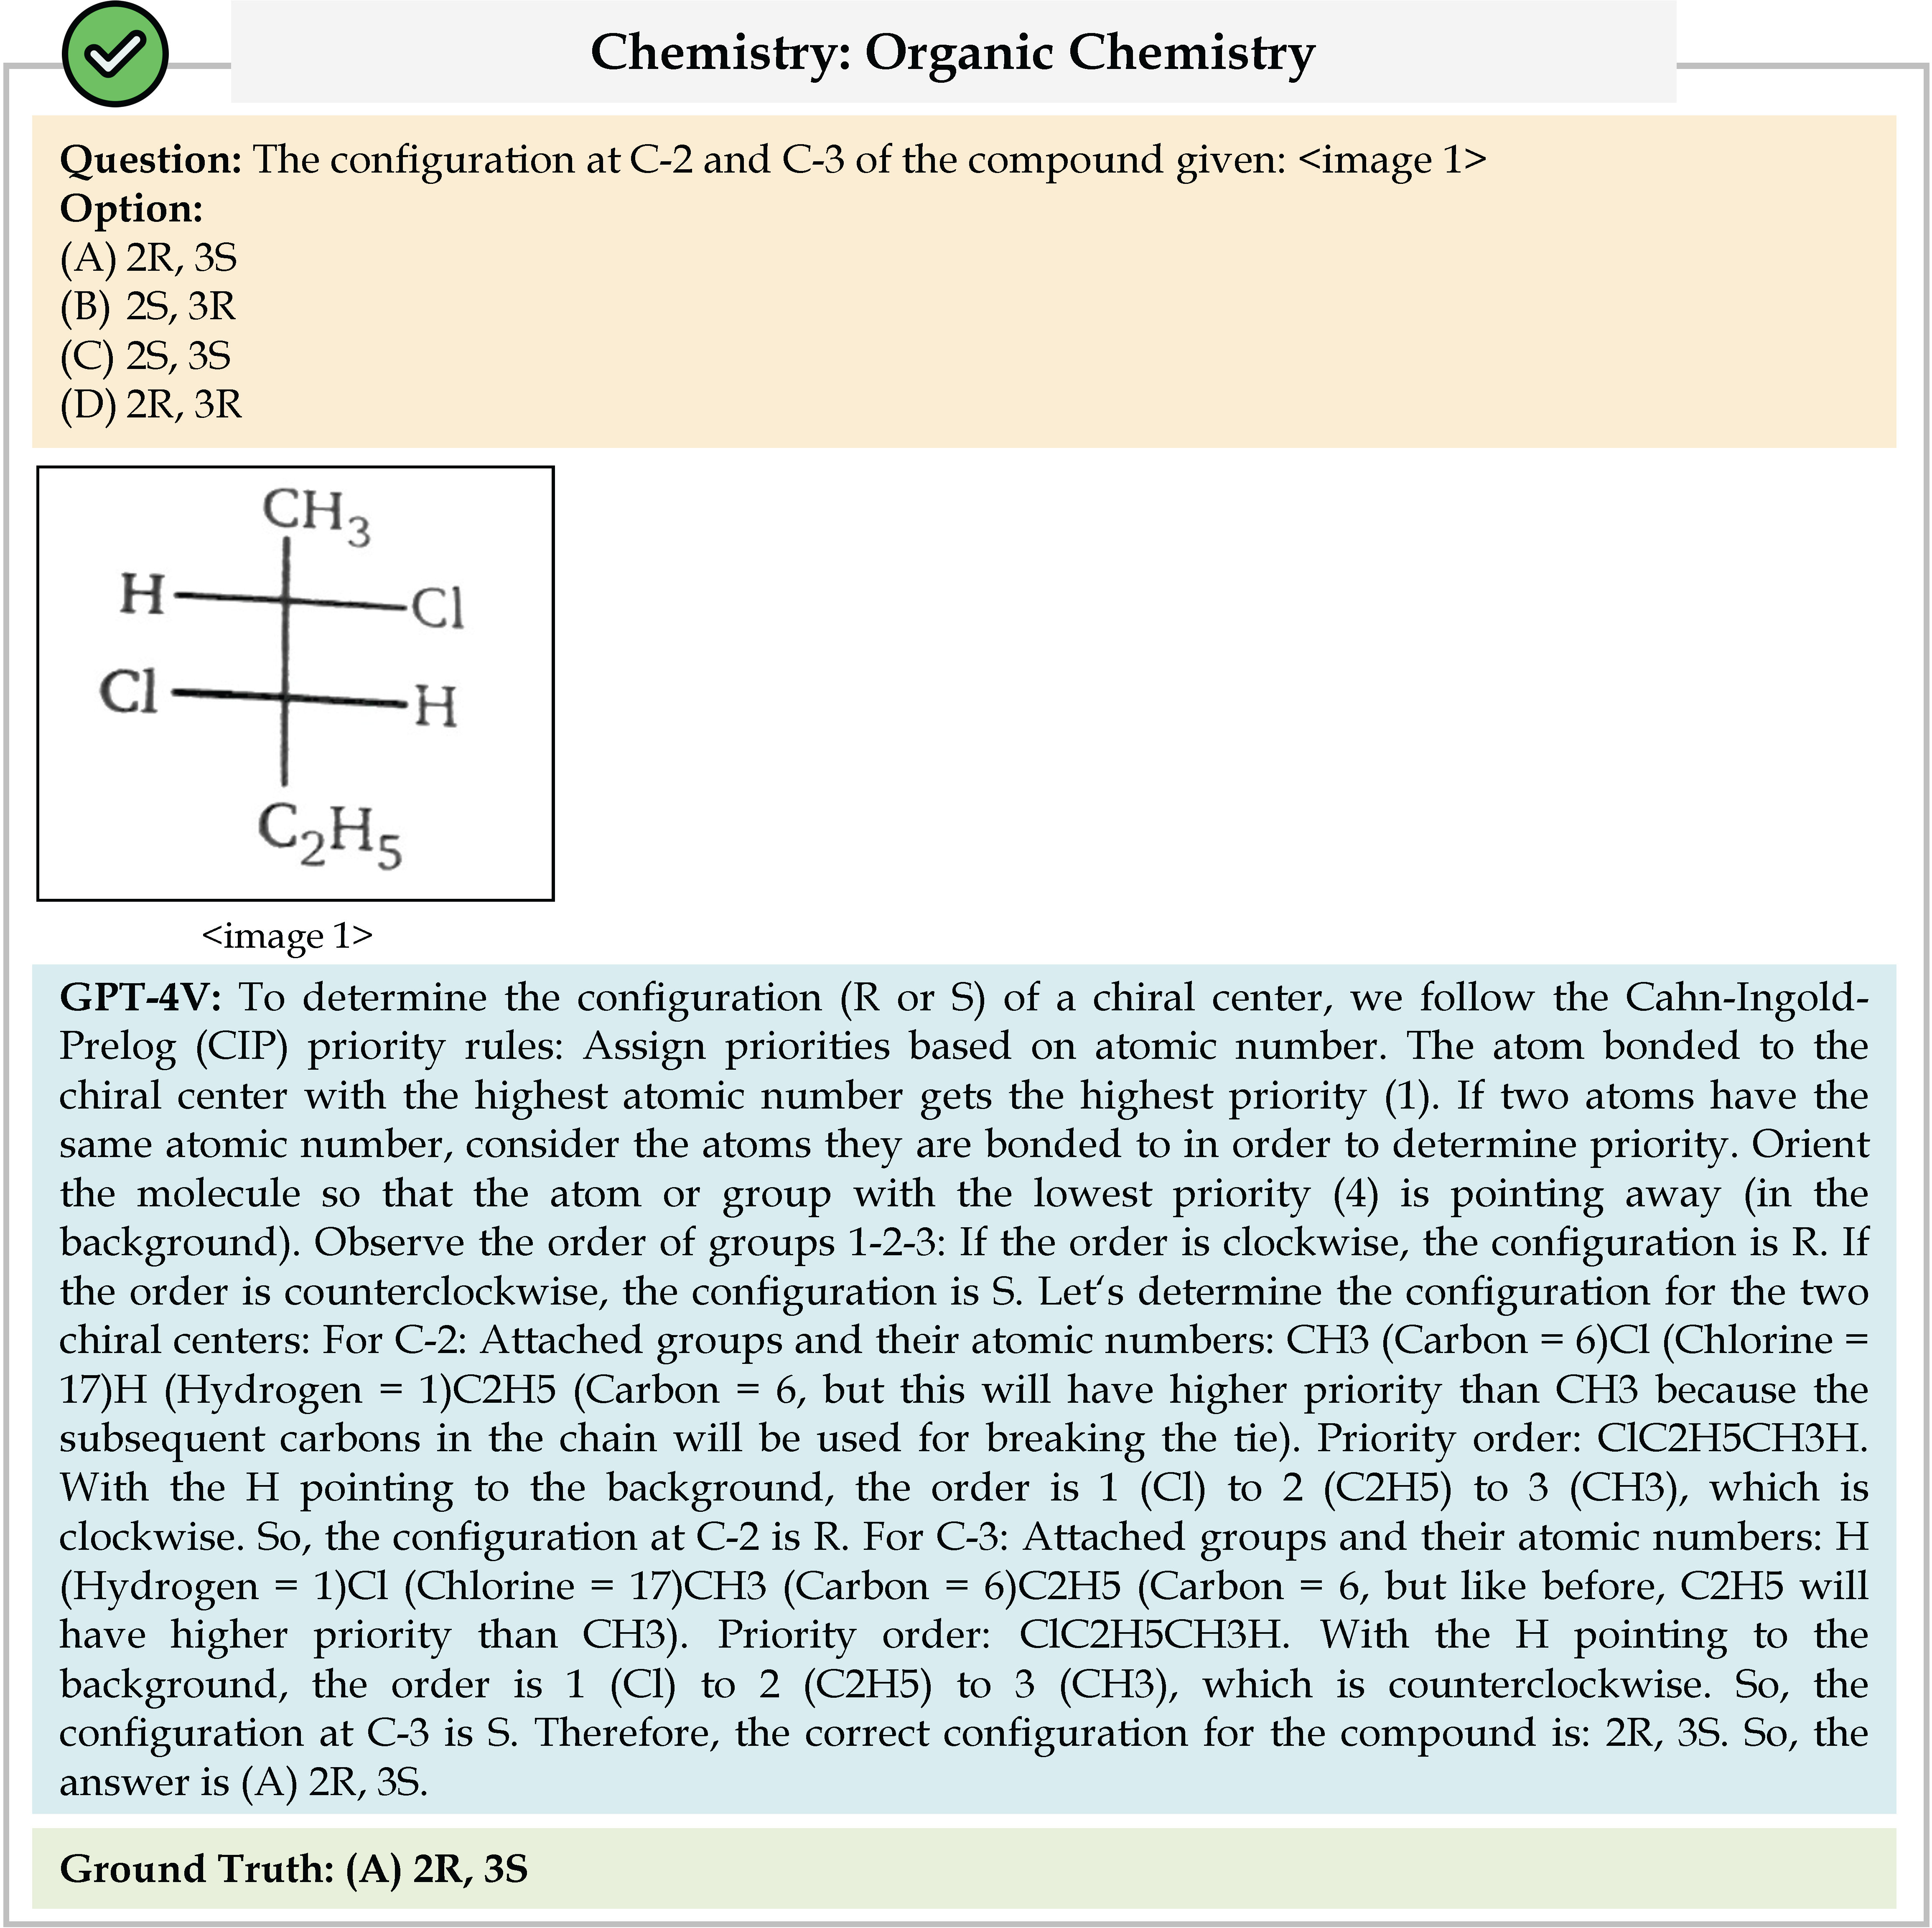 Chemistry: Organic Chemistry
Question: The configuration at C-2 and C-3 of the compound given: <image 1>
Option:
(A) 2R, 3S
(B) 2S, 3R
(C) 2S, 3S
(D) 2R, 3R
CH3
H Cl
Cl H
C2H5
<image 1>
GPT-4V: To determine the configuration (R or S) of a chiral center, we follow the Cahn-Ingold-
Prelog (CIP) priority rules: Assign priorities based on atomic number. The atom bonded to the
chiral center with the highest atomic number gets the highest priority (1). If two atoms have the
same atomic number, consider the atoms they are bonded to in order to determine priority. Orient
the molecule so that the atom or group with the lowest priority (4) is pointing away (in the
background). Observe the order of groups 1-2-3: If the order is clockwise, the configuration is R. If
the order is counterclockwise, the configuration is S. Let‘s determine the configuration for the two
chiral centers: For C-2: Attached groups and their atomic numbers: CH3 (Carbon = 6)Cl (Chlorine =
17)H (Hydrogen = 1)C2H5 (Carbon = 6, but this will have higher priority than CH3 because the
subsequent carbons in the chain will be used for breaking the tie). Priority order: ClC2H5CH3H.
With the H pointing to the background, the order is 1 (Cl) to 2 (C2H5) to 3 (CH3), which is
clockwise. So, the configuration at C-2 is R. For C-3: Attached groups and their atomic numbers: H
(Hydrogen = 1)Cl (Chlorine = 17)CH3 (Carbon = 6)C2H5 (Carbon = 6, but like before, C2H5 will
have higher priority than CH3). Priority order: ClC2H5CH3H. With the H pointing to the
background, the order is 1 (Cl) to 2 (C2H5) to 3 (CH3), which is counterclockwise. So, the
configuration at C-3 is S. Therefore, the correct configuration for the compound is: 2R, 3S. So, the
answer is (A) 2R, 3S.
Ground Truth: (A) 2R, 3S